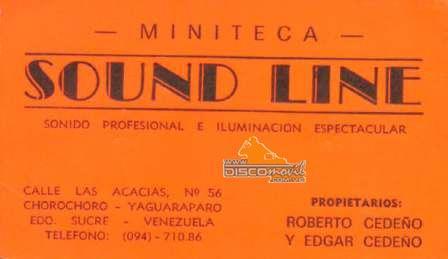 — MINITECA —
SOUND LINE
SONIDO PROFESIONAL E ILUMINACION ESPECTACULAR
DISCOmóvil
CALLE LAS ACACIAS, Nº 56
CHOROCHORO - YAGUARAPARO
EDO. SUCRE - VENEZUELA
TELEFONO: (094) - 710.86
PROPIETARIOS:
ROBERTO CEDEÑO
Y EDGAR CEDEÑO